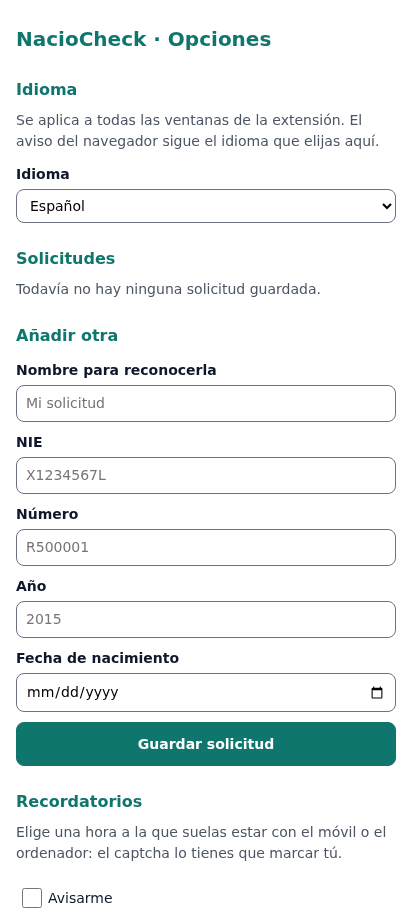 NacioCheck · Opciones
Idioma
Se aplica a todas las ventanas de la extensión. El
aviso del navegador sigue el idioma que elijas aquí.
Idioma
Español
Solicitudes
Todavía no hay ninguna solicitud guardada.
Añadir otra
Nombre para reconocerla
Mi solicitud
NIE
X1234567L
Número
R500001
Año
2015
Fecha de nacimiento
mm/dd/yyyy
Guardar solicitud
Recordatorios
Elige una hora a la que suelas estar con el móvil o el
ordenador: el captcha lo tienes que marcar tú.
Avisarme